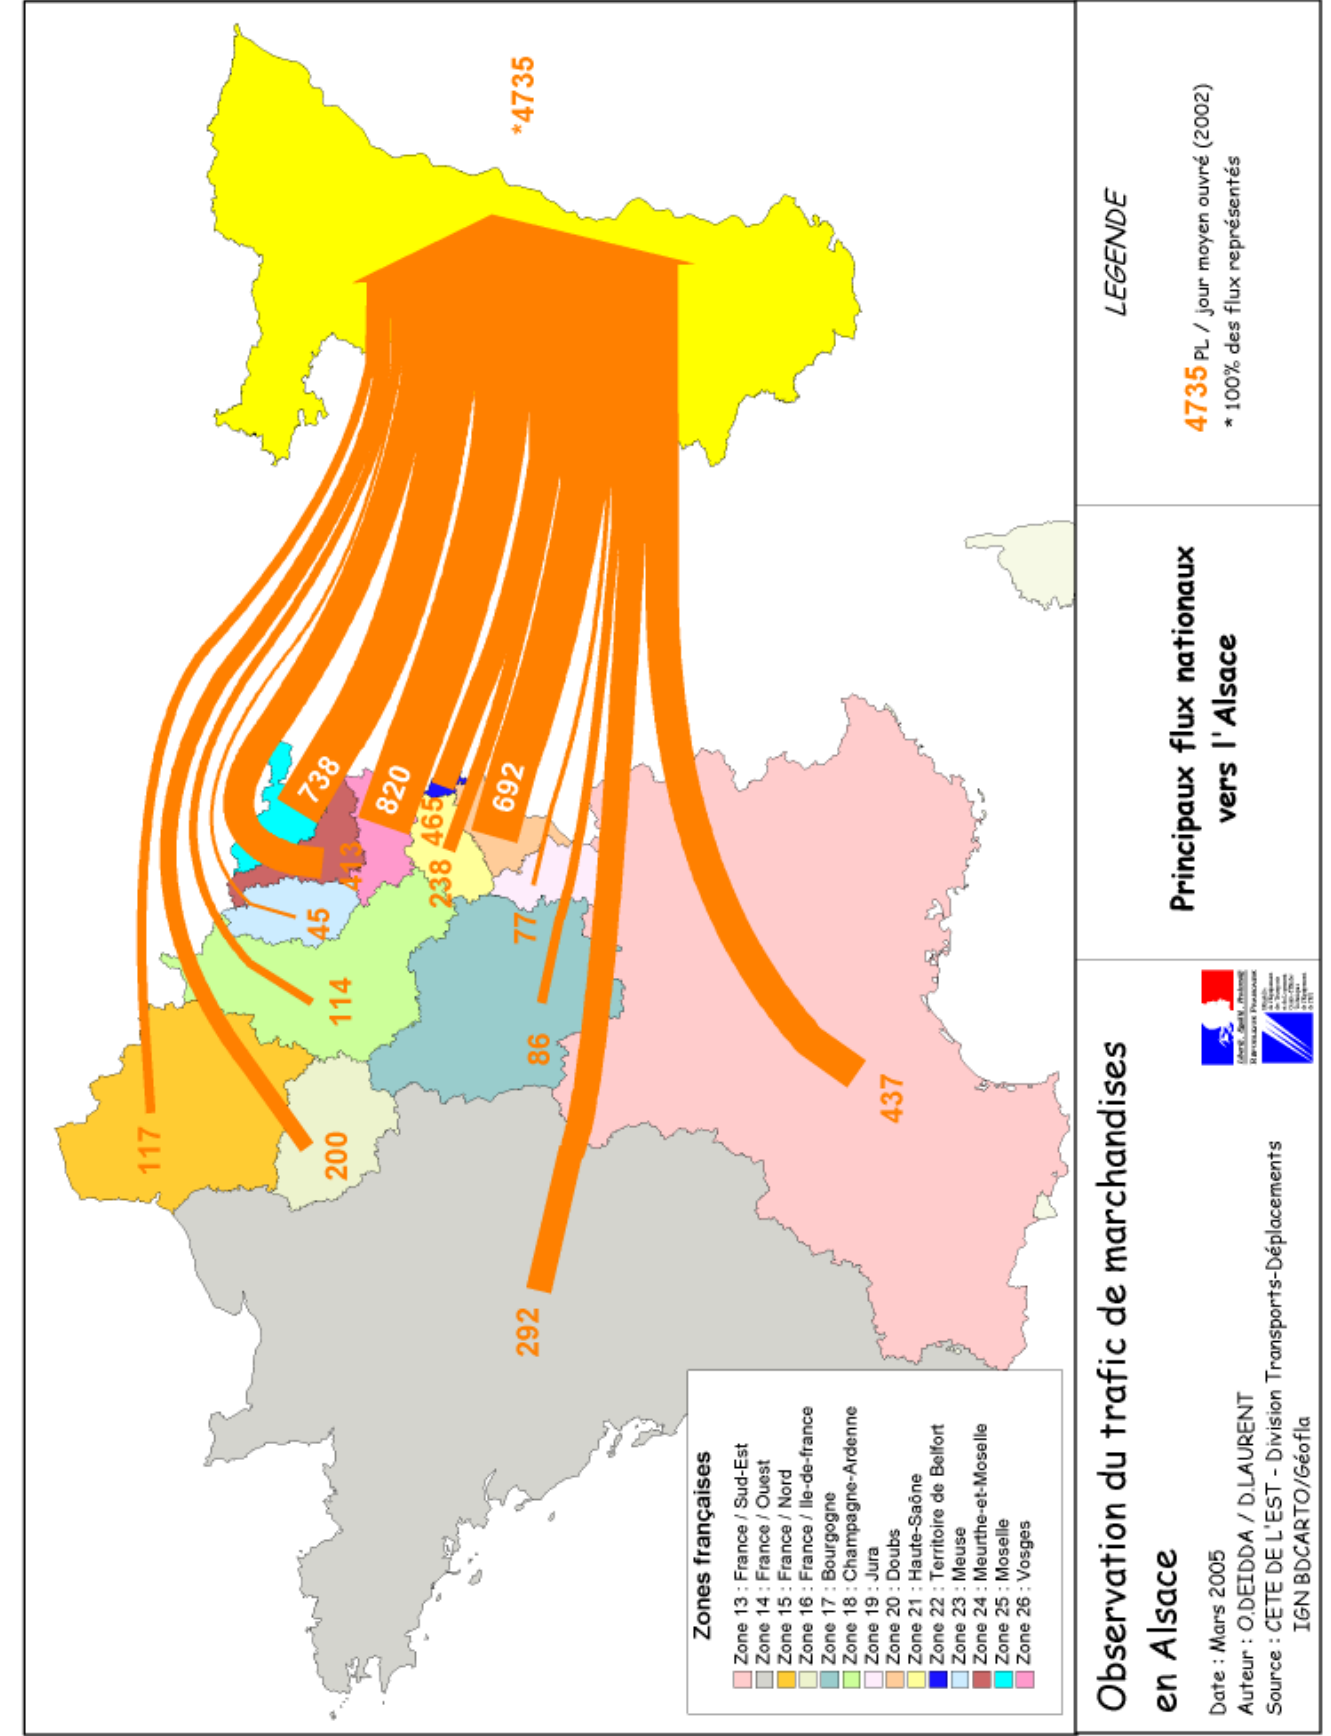 *4735
117
200
114
45
413
738
820
465
238
692
77
86
292
437
Zones françaises
Zone 13 : France / Sud-Est
Zone 14 : France / Ouest
Zone 15 : France / Nord
Zone 16 : France / Ile-de-france
Zone 17 : Bourgogne
Zone 18 : Champagne-Ardenne
Zone 19 : Jura
Zone 20 : Doubs
Zone 21 : Haute-Saône
Zone 22 : Territoire de Belfort
Zone 23 : Meuse
Zone 24 : Meurthe-et-Moselle
Zone 25 : Moselle
Zone 26 : Vosges
Observation du trafic de marchandises
en Alsace
Date : Mars 2005
Auteur : O.DEIDDA / D.LAURENT
Source : CETE DE L'EST - Division Transports-Déplacements
IGN BDCARTO/Géofla
Principaux flux nationaux
vers l' Alsace
LEGENDE
4735 PL / jour moyen ouvré (2002)
* 100% des flux représentés